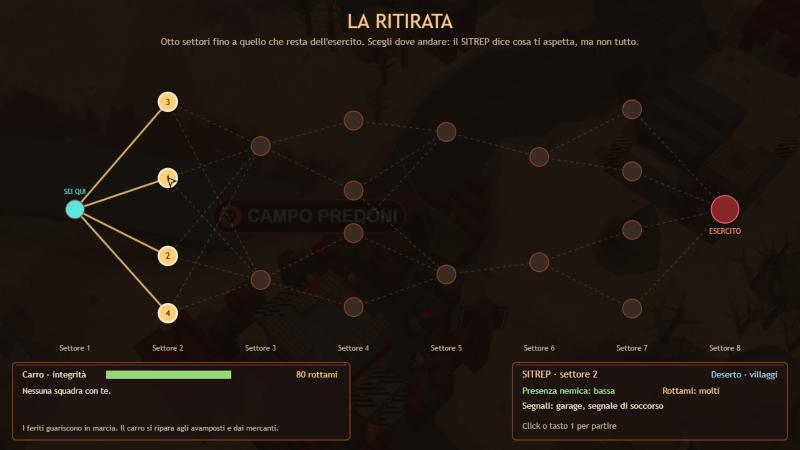 LA RITIRATA
Otto settori fino a quello che resta dell'esercito. Scegli dove andare: il SITREP dice cosa ti aspetta, ma non tutto.
3
SEI QUI
CAMPO PREDONI
2
ESERCITO
4
Settore 1 Settore 2 Settore 3 Settore 4 Settore 5 Settore 6 Settore 7 Settore 8
Carro · integrità 80 rottami
Nessuna squadra con te.
I feriti guariscono in marcia. Il carro si ripara agli avamposti e dai mercanti.
SITREP · settore 2 Deserto · villaggi
Presenza nemica: bassa Rottami: molti
Segnali: garage, segnale di soccorso
Click o tasto 1 per partire